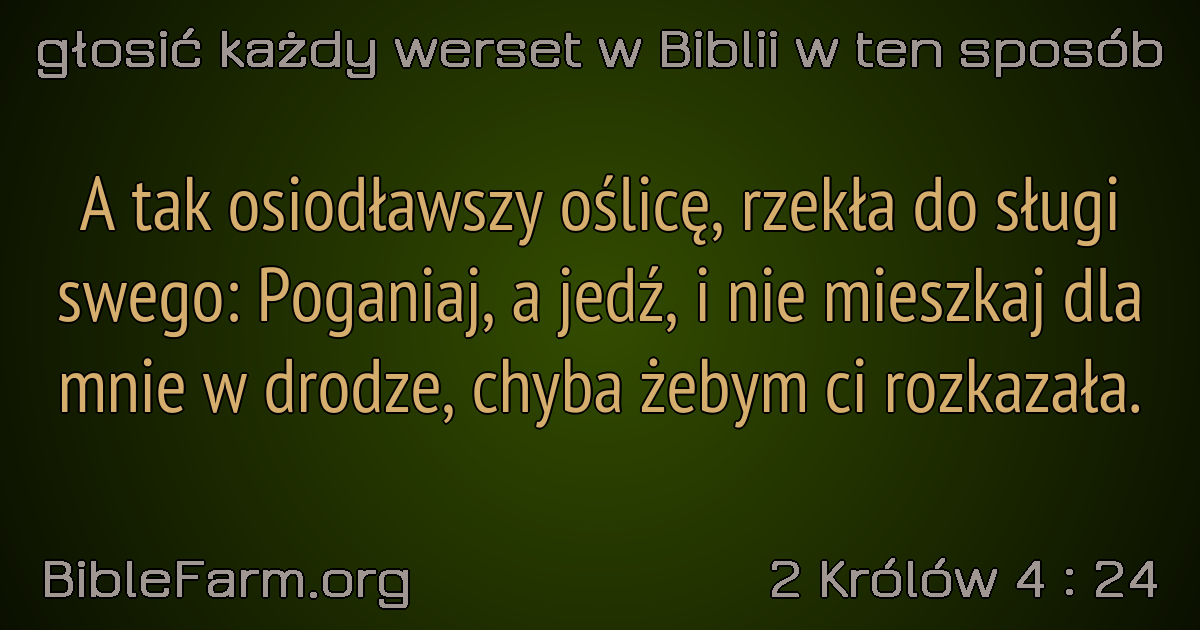 głosić każdy werset w Biblii w ten sposób
A tak osiodławszy oślicę, rzekła do sługi
swego: Poganiaj, a jedź, i nie mieszkaj dla
mnie w drodze, chyba żebym ci rozkazała.
BibleFarm.org
2 Królów 4 : 24